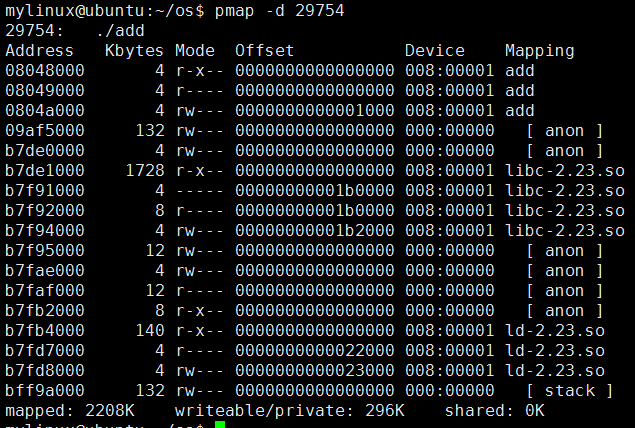 mylinux@ubuntu:~/os$ pmap -d 29754
29754:   ./add
Address   Kbytes Mode  Offset           Device    Mapping
08048000       4 r-x-- 0000000000000000 008:00001 add
08049000       4 r---- 0000000000000000 008:00001 add
0804a000       4 rw--- 0000000000001000 008:00001 add
09af5000     132 rw--- 0000000000000000 000:00000   [ anon ]
b7de0000       4 rw--- 0000000000000000 000:00000   [ anon ]
b7de1000    1728 r-x-- 0000000000000000 008:00001 libc-2.23.so
b7f91000       4 ----- 00000000001b0000 008:00001 libc-2.23.so
b7f92000       8 r---- 00000000001b0000 008:00001 libc-2.23.so
b7f94000       4 rw--- 00000000001b2000 008:00001 libc-2.23.so
b7f95000      12 rw--- 0000000000000000 000:00000   [ anon ]
b7fae000       4 rw--- 0000000000000000 000:00000   [ anon ]
b7faf000      12 r---- 0000000000000000 000:00000   [ anon ]
b7fb2000       8 r-x-- 0000000000000000 000:00000   [ anon ]
b7fb4000     140 r-x-- 0000000000000000 008:00001 ld-2.23.so
b7fd7000       4 r---- 0000000000022000 008:00001 ld-2.23.so
b7fd8000       4 rw--- 0000000000023000 008:00001 ld-2.23.so
bff9a000     132 rw--- 0000000000000000 000:00000   [ stack ]
mapped: 2208K    writeable/private: 296K    shared: 0K
mylinux@ubuntu:~/os$